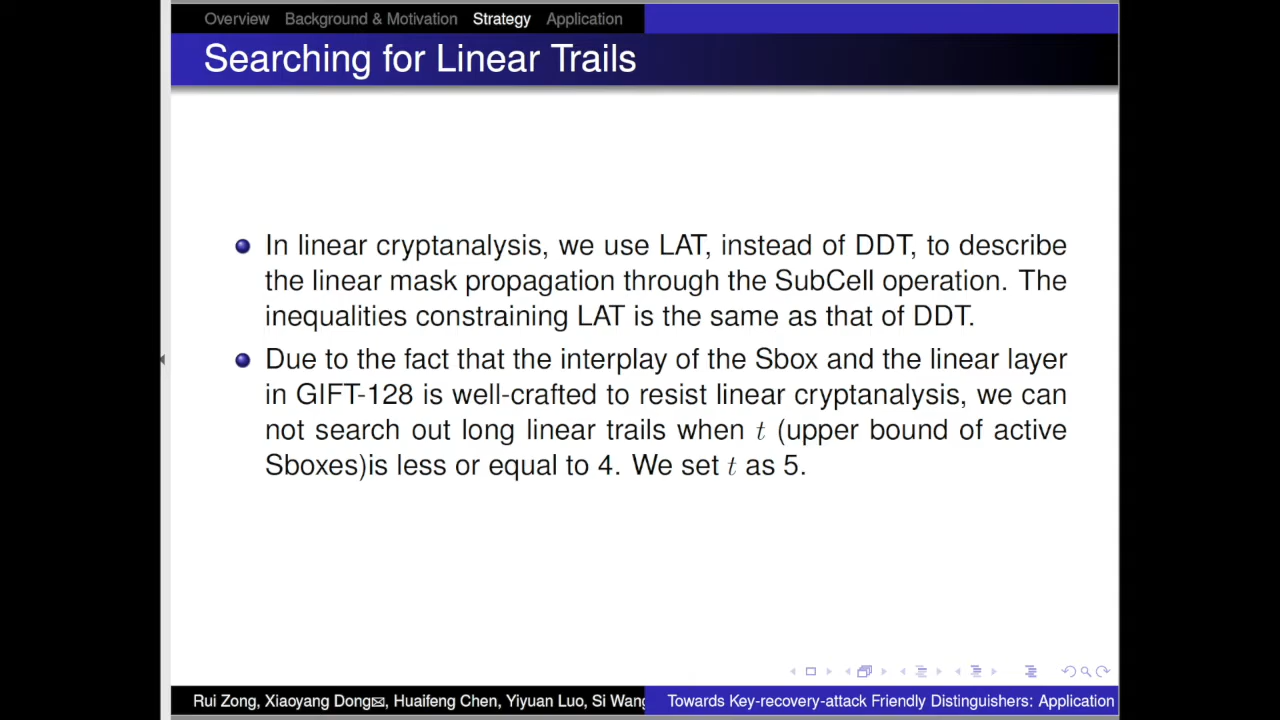 Overview Background & Motivation Strategy Application
Searching for Linear Trails
In linear cryptanalysis, we use LAT, instead of DDT, to describe
the linear mask propagation through the SubCell operation. The
inequalities constraining LAT is the same as that of DDT.
Due to the fact that the interplay of the Sbox and the linear layer
in GIFT-128 is well-crafted to resist linear cryptanalysis, we can
not search out long linear trails when t (upper bound of active
Sboxes)is less or equal to 4. We set t as 5.
Rui Zong, Xiaoyang Dong✉, Huaifeng Chen, Yiyuan Luo, Si Wang
Towards Key-recovery-attack Friendly Distinguishers: Application